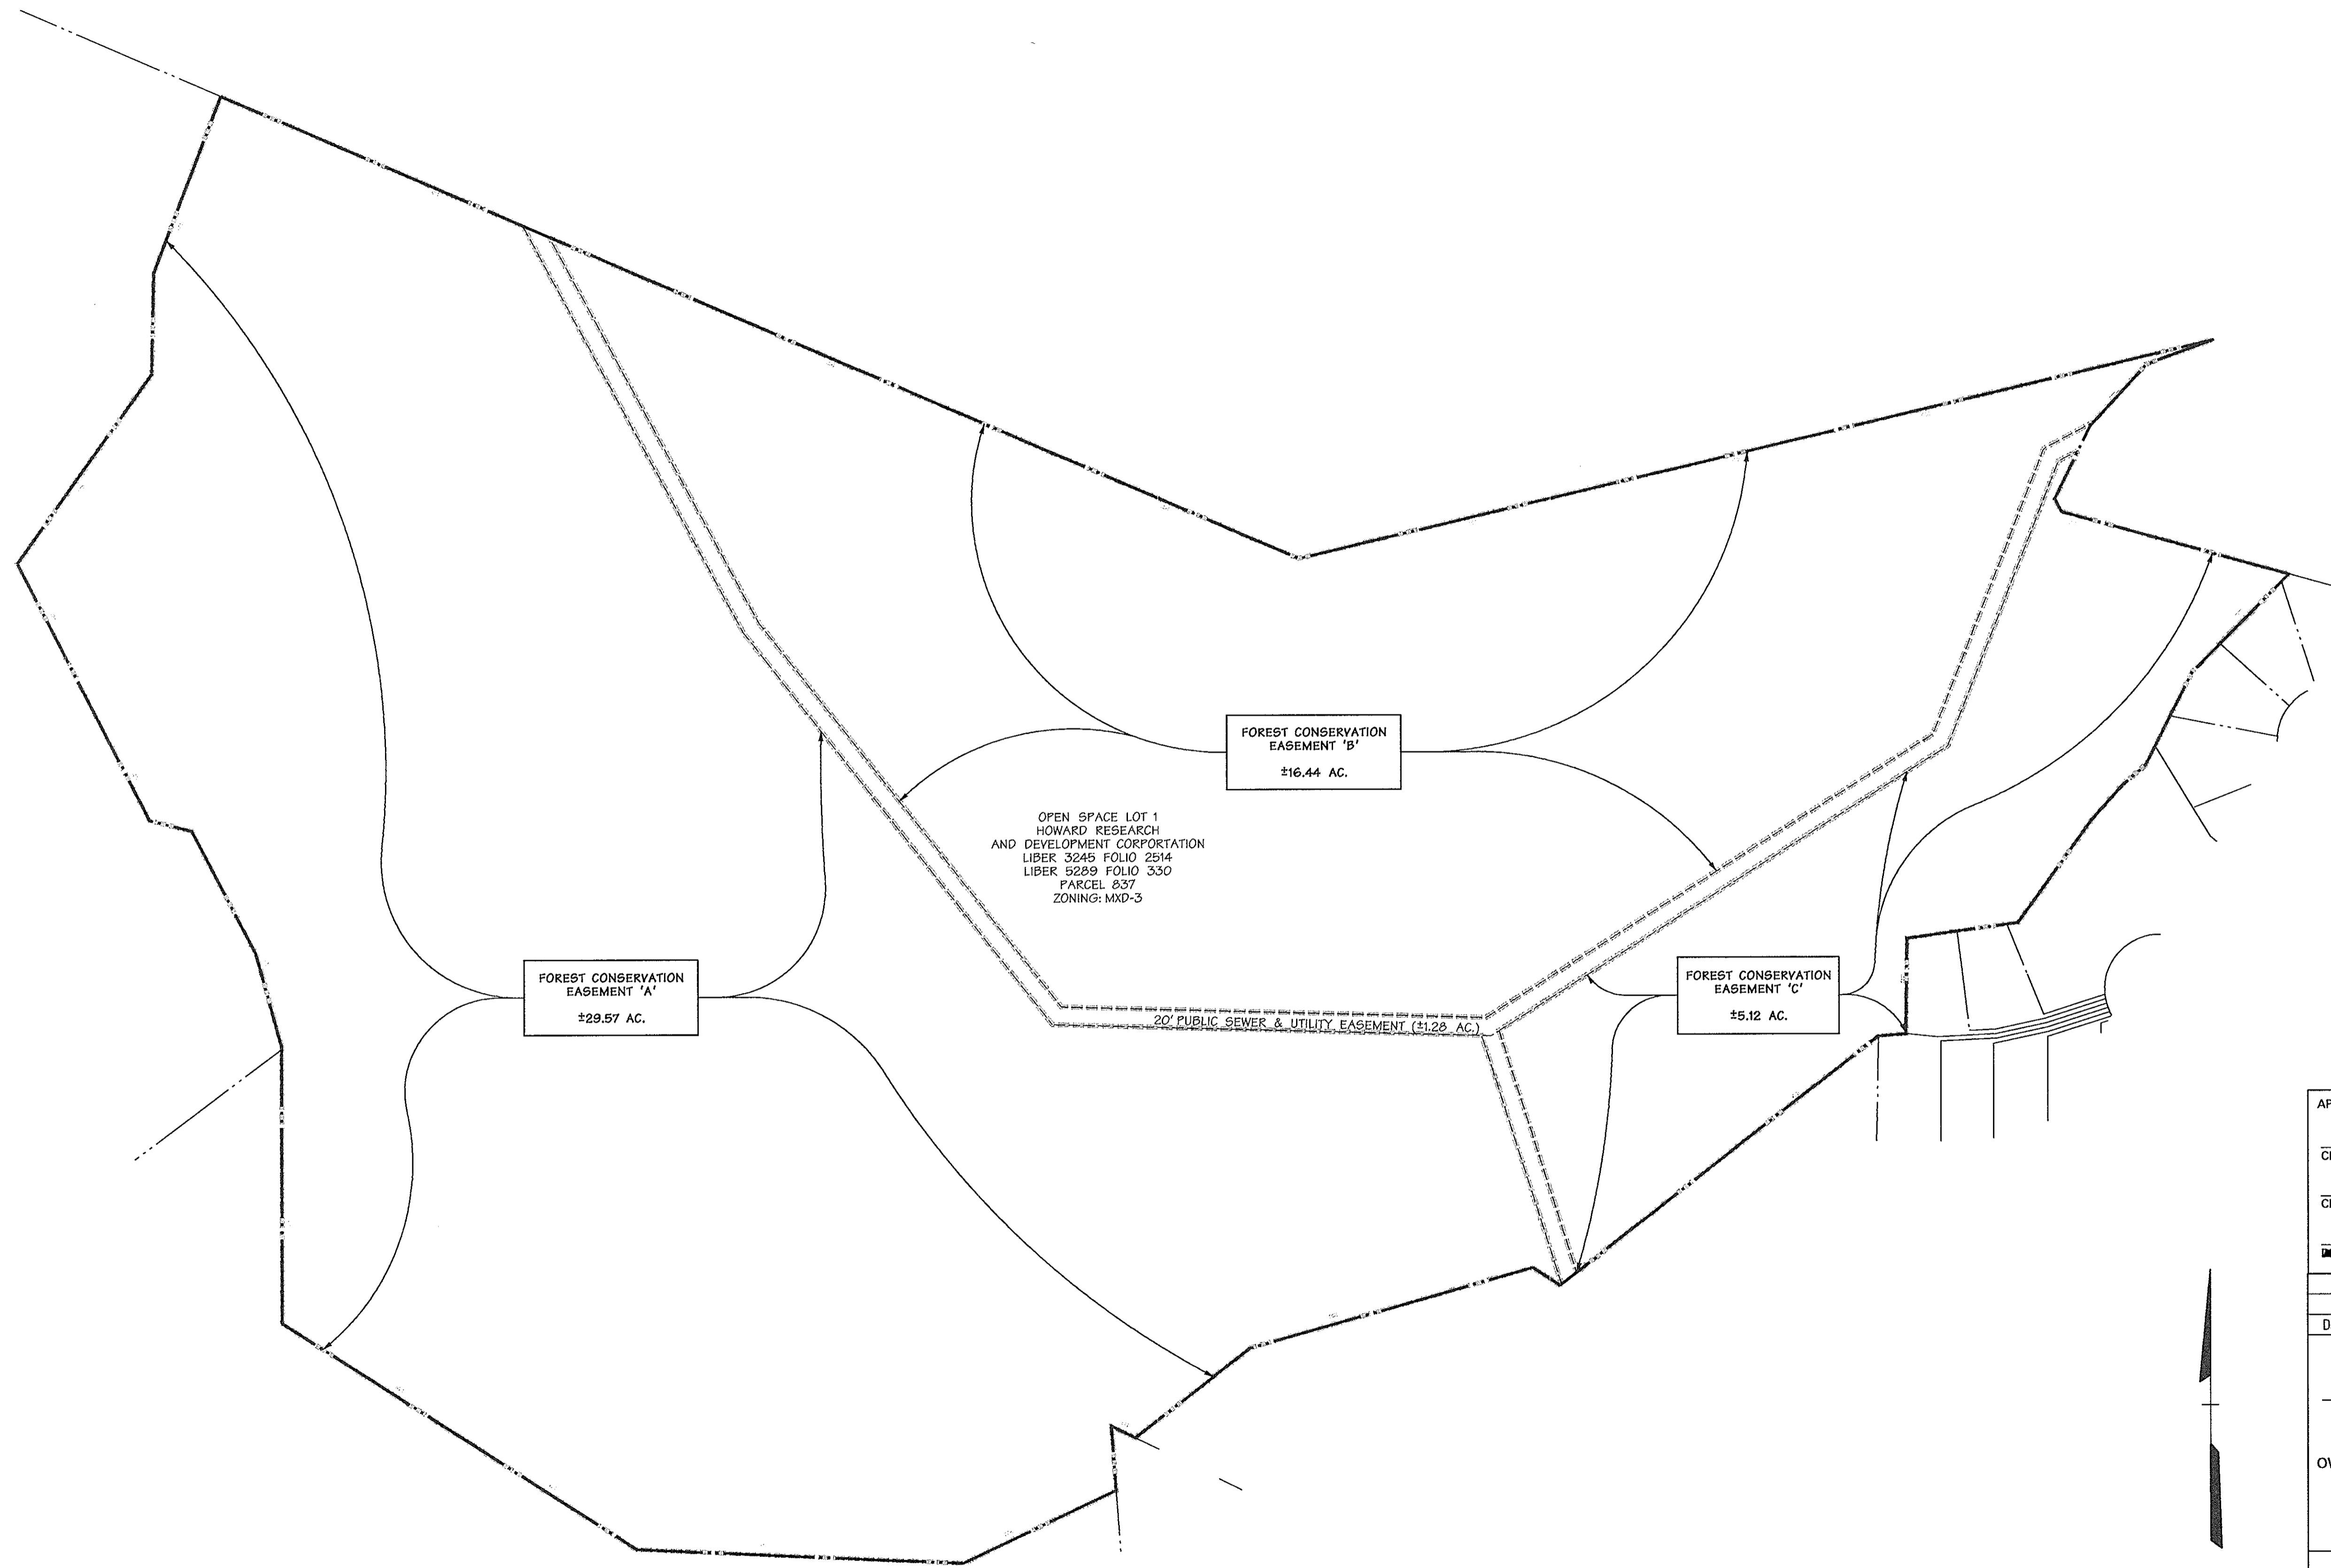 FOREST CONSERVATION
EASEMENT 'B'
±16.44 AC.
OPEN SPACE LOT 1
HOWARD RESEARCH
AND DEVELOPMENT CORPORTATION
LIBER 3245 FOLIO 2514
LIBER 5289 FOLIO 330
PARCEL 837
ZONING: MXD-3
FOREST CONSERVATION
EASEMENT 'A'
±29.57 AC.
FOREST CONSERVATION
EASEMENT 'C'
±5.12 AC.
20' PUBLIC SEWER & UTILITY EASEMENT (±1.28 AC.)